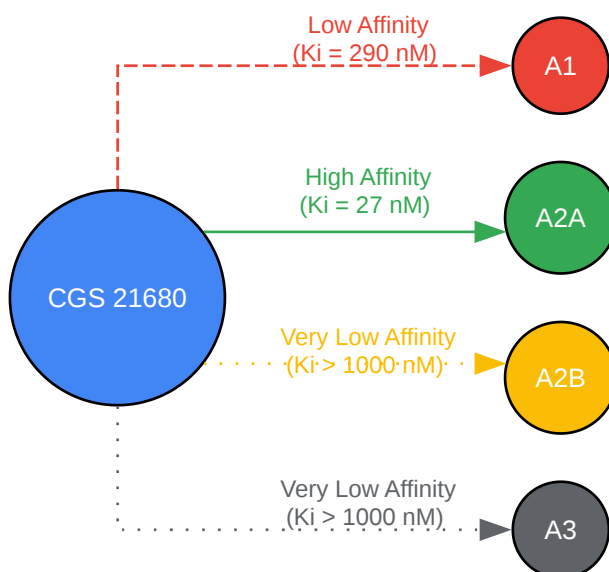 Low Affinity
(Ki = 290 nM)
A1
High Affinity
(Ki = 27 nM)
A2A
CGS 21680
Very Low Affinity
(Ki > 1000 nM)
A2B
Very Low Affinity
(Ki > 1000 nM)
A3